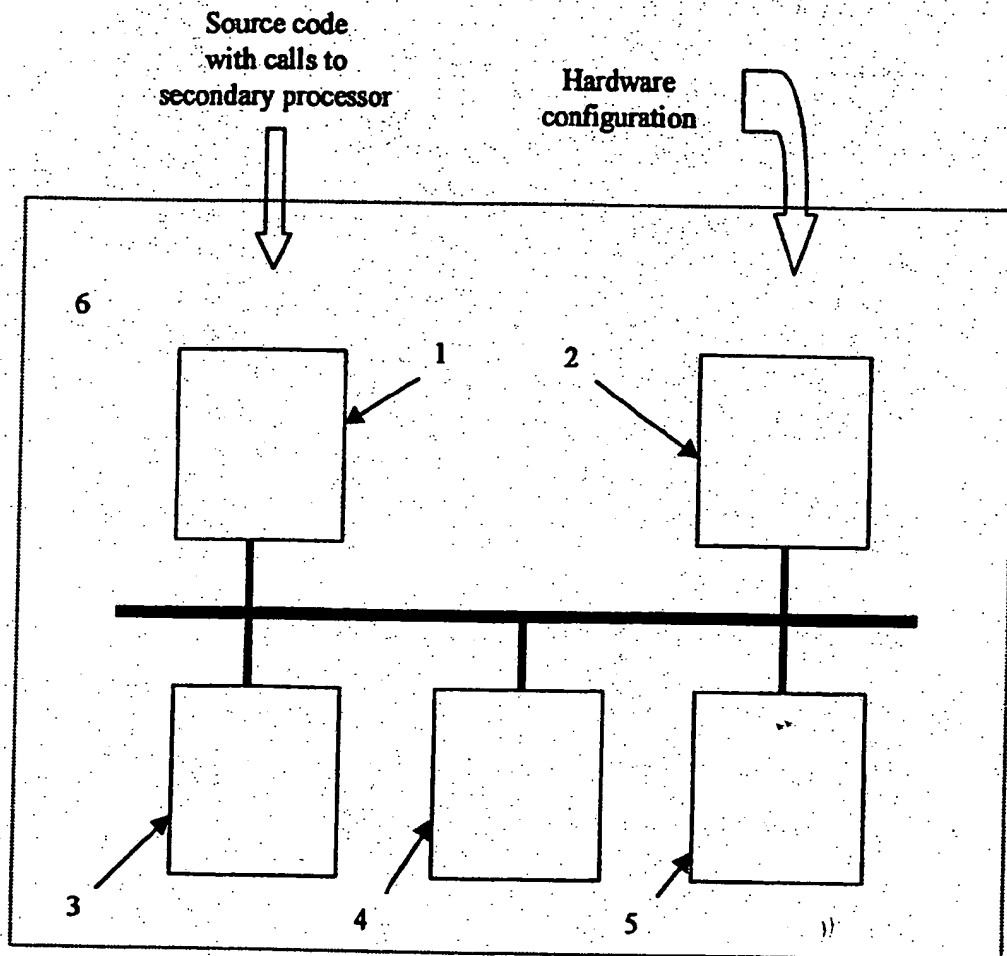 Source code
with calls to
secondary processor
Hardware
configuration
6
1
2
3
4
5